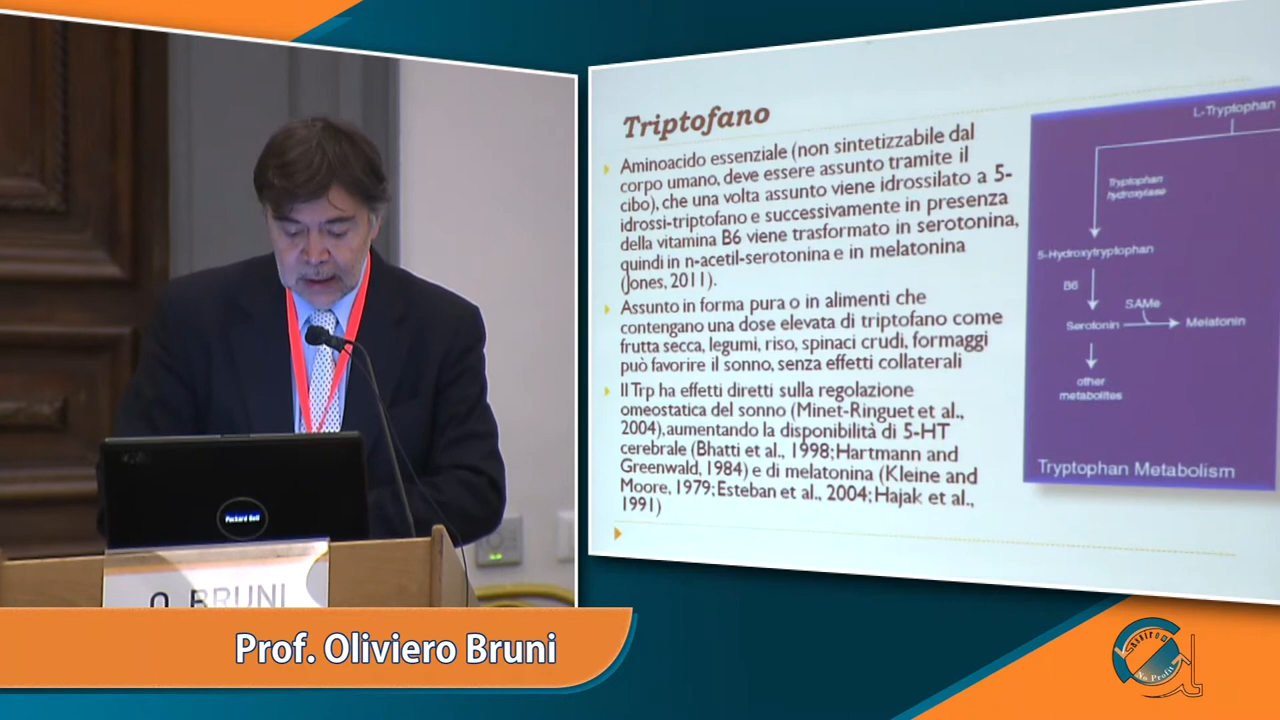 Triptofano
Aminoacido essenziale (non sintetizzabile dal
corpo umano, deve essere assunto tramite il
cibo), che una volta assunto viene idrossilato a 5-
idrossi-triptofano e successivamente in presenza
della vitamina B6 viene trasformato in serotonina,
quindi in n-acetil-serotonina e in melatonina
(Jones, 2011).
Assunto in forma pura o in alimenti che
contengano una dose elevata di triptofano come
frutta secca, legumi, riso, spinaci crudi, formaggi
può favorire il sonno, senza effetti collaterali
Il Trp ha effetti diretti sulla regolazione
omeostatica del sonno (Minet-Ringuet et al.,
2004), aumentando la disponibilità di 5-HT
cerebrale (Bhatti et al., 1998; Hartmann and
Greenwald, 1984) e di melatonina (Kleine and
Moore, 1979; Esteban et al., 2004; Hajak et al.,
1991)
L-Tryptophan
Tryptophan
hydroxylase
5-Hydroxytryptophan
B6
SAMe
Serotonin
Melatonin
other
metabolites
Tryptophan Metabolism
Packard Bell
O. BRUNI
Prof. Oliviero Bruni
No Profit